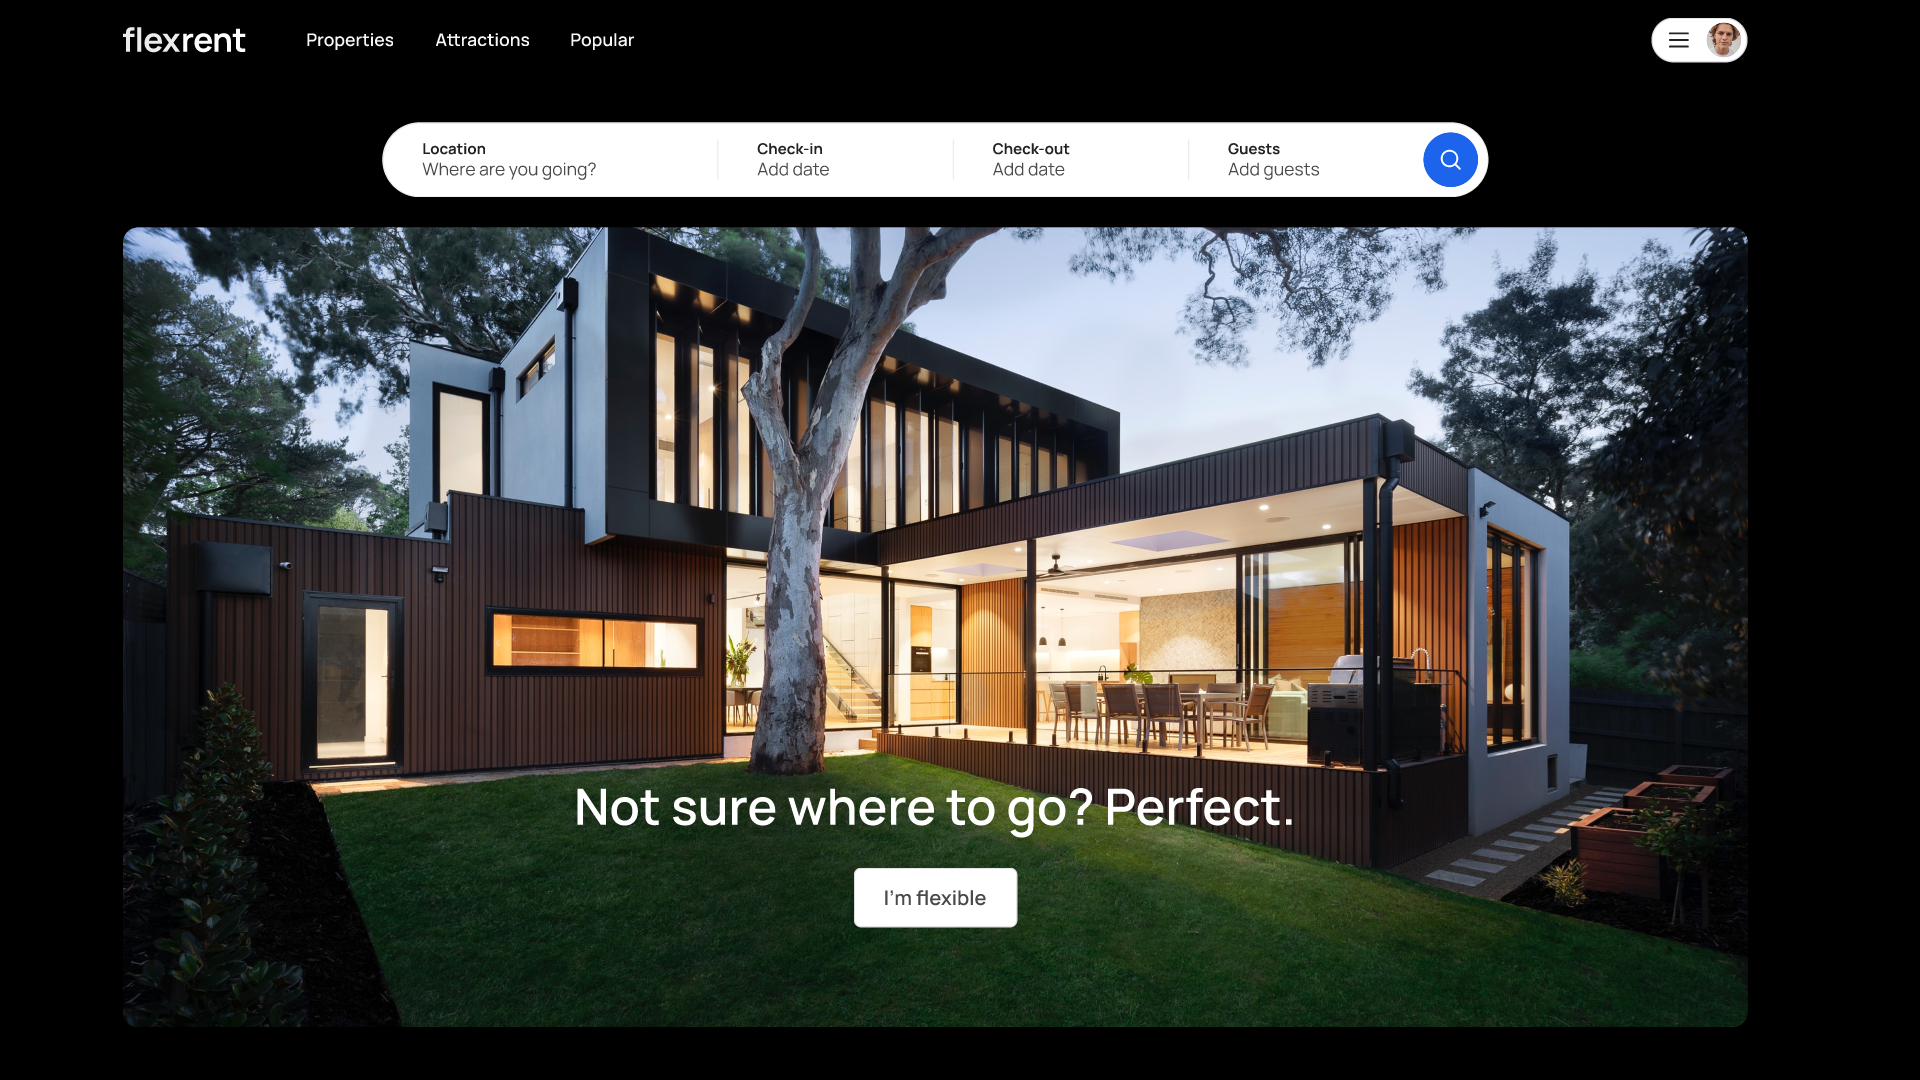 flexrent
Properties
Attractions
Popular
Location
Where are you going?
Check-in
Add date
Check-out
Add date
Guests
Add guests
Not sure where to go? Perfect.
I'm flexible